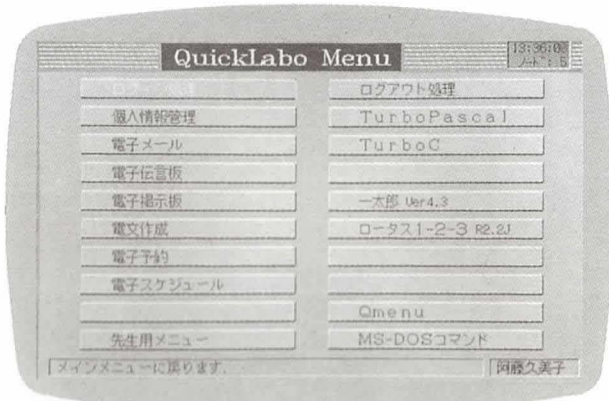 QuickLabo Menu
13:36:00
ノード: 5
ログアウト処理
個人情報管理
TurboPascal
電子メール
TurboC
電子伝言板
電子掲示板
一太郎 Ver4.3
電文作成
ロータス1-2-3 R2.2J
電子予約
電子スケジュール
Qmenu
先生用メニュー
MS-DOSコマンド
メインメニューに戻ります.
阿藤久美子